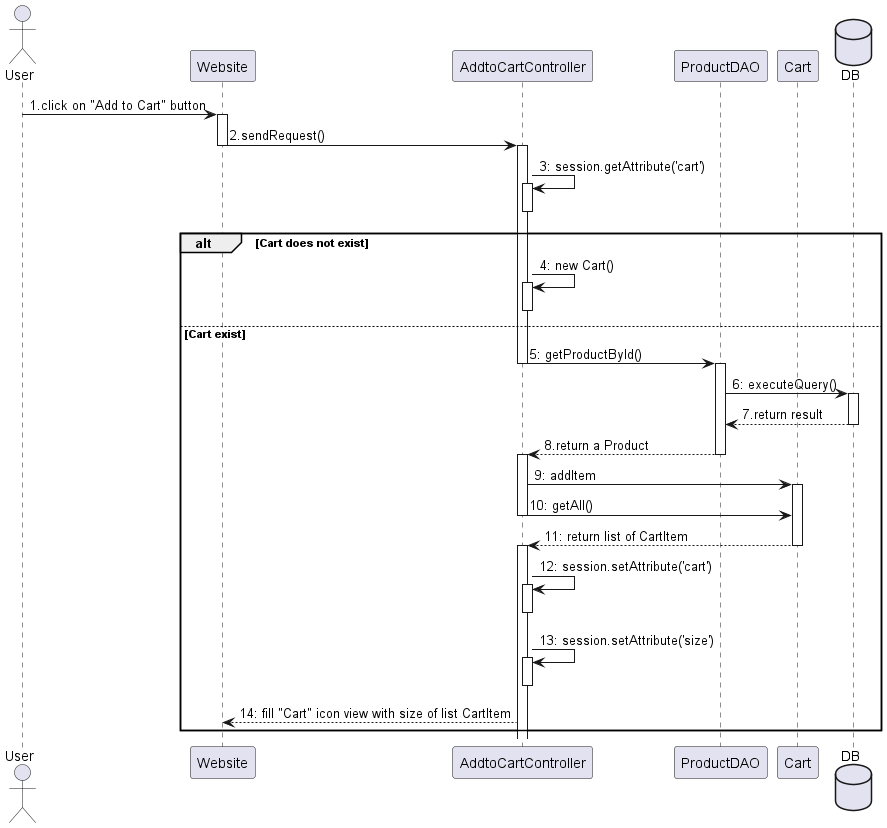 User
Website
AddtoCartController
ProductDAO
Cart
DB
1.click on "Add to Cart" button
2.sendRequest()
3: session.getAttribute('cart')
alt
[Cart does not exist]
4: new Cart()
[Cart exist]
5: getProductById()
6: executeQuery()
7.return result
8.return a Product
9: addItem
10: getAll()
11: return list of CartItem
12: session.setAttribute('cart')
13: session.setAttribute('size')
14: fill "Cart" icon view with size of list CartItem
User
Website
AddtoCartController
ProductDAO
Cart
DB